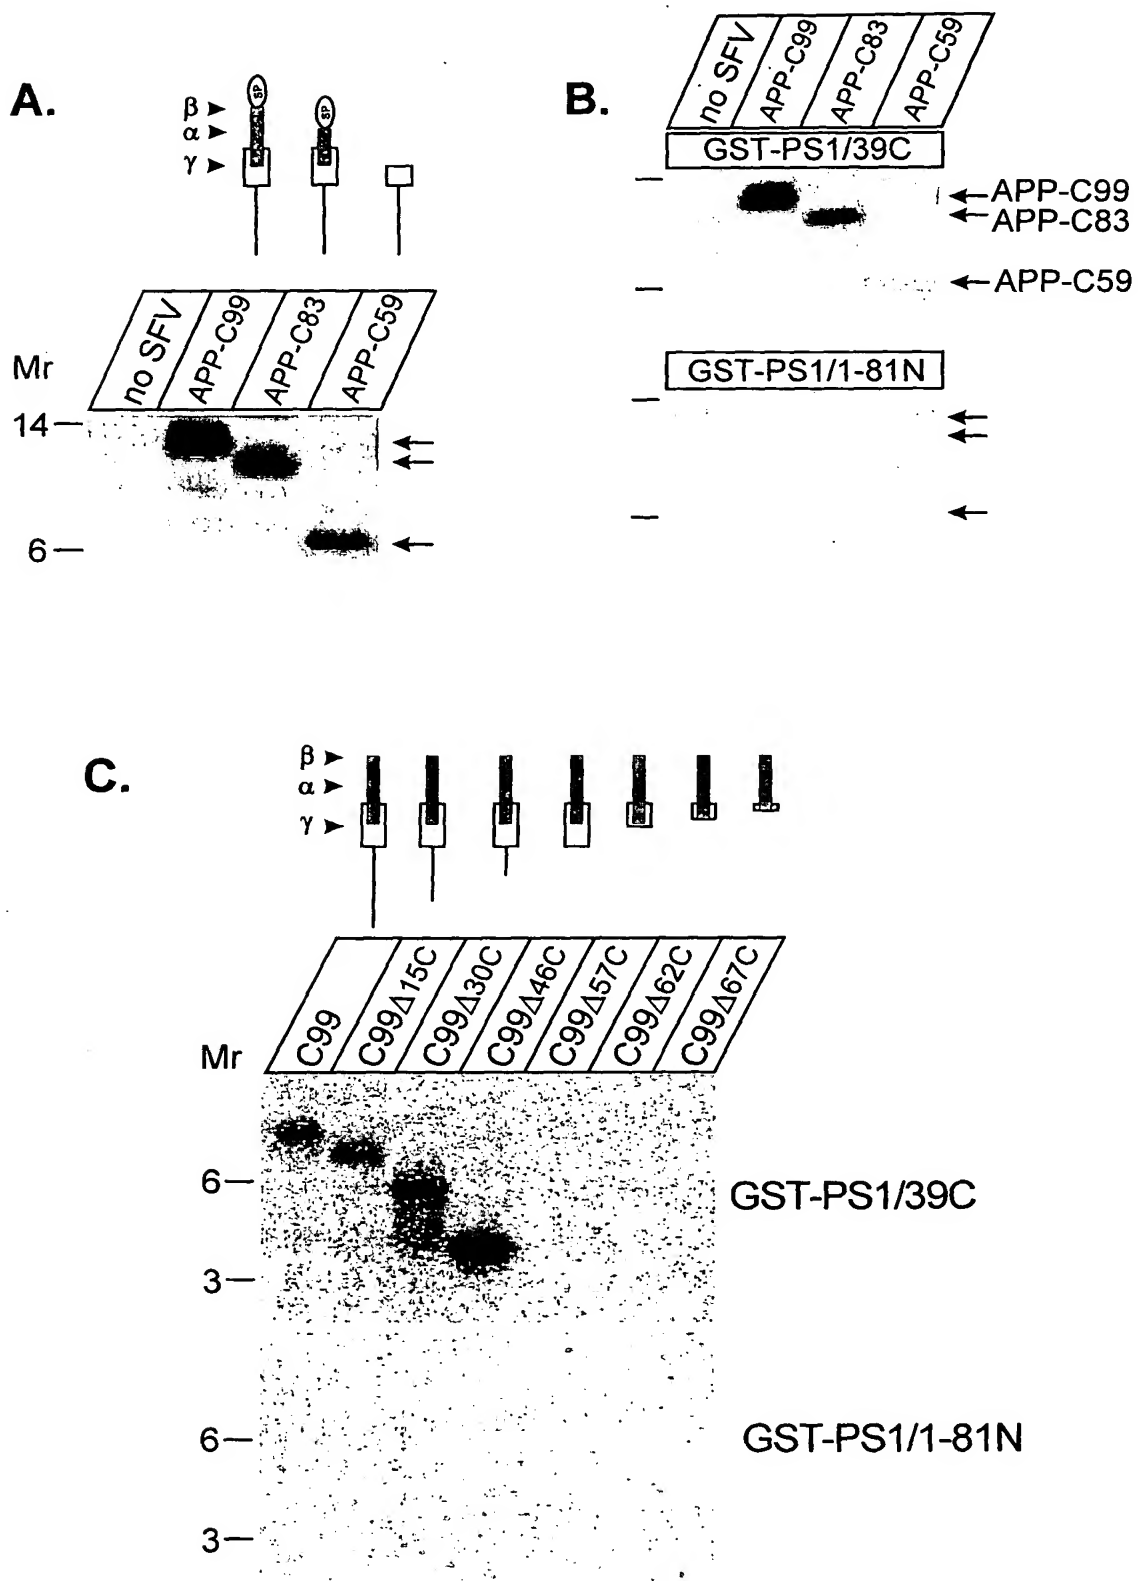 A.
β
α
γ
SP
SP
no SFV
APP-C99
APP-C83
APP-C59
Mr
14
6
B.
no SFV
APP-C99
APP-C83
APP-C59
GST-PS1/39C
APP-C99
APP-C83
APP-C59
GST-PS1/1-81N
C.
β
α
γ
C99
C99Δ15C
C99Δ30C
C99Δ46C
C99Δ57C
C99Δ62C
C99Δ67C
Mr
6
GST-PS1/39C
3
6
GST-PS1/1-81N
3